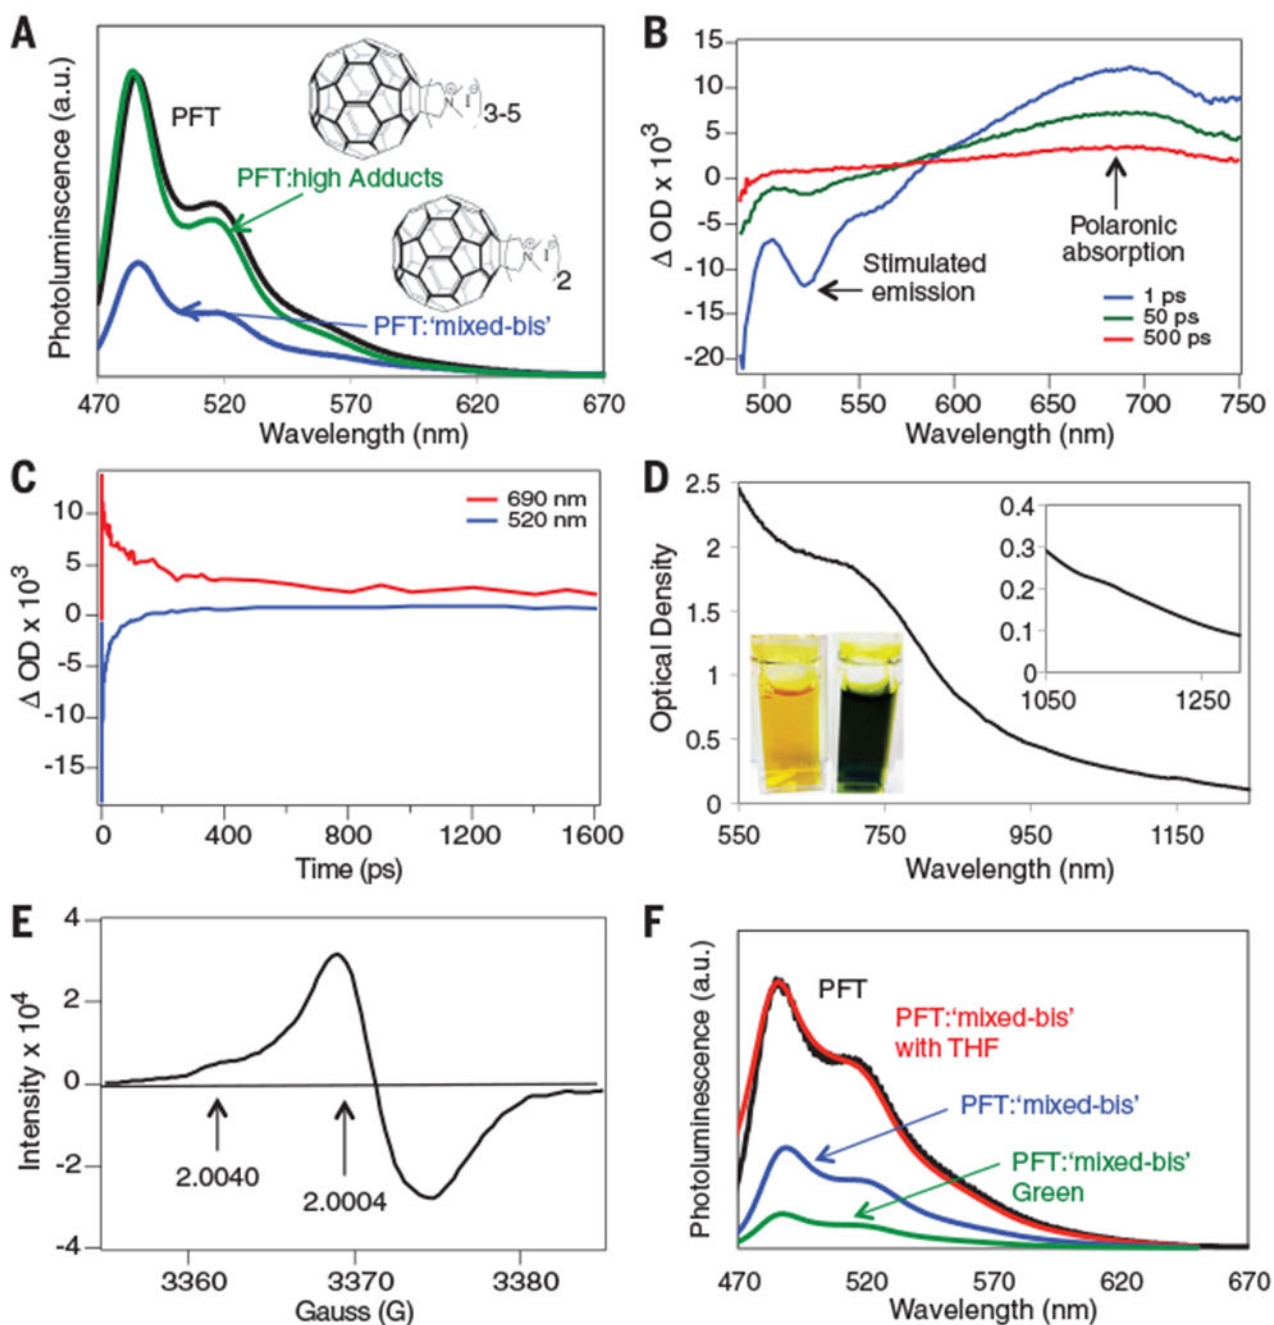 A
Photoluminscence (a.u.)
PFT
N I
3-5
PFT:high Adducts
N I
2
PFT:'mixed-bis'
470 520 570 620 670
Wavelength (nm)
B
Δ OD x 10³
15
10
5
0
-5
-10
-15
-20
Polaronic
absorption
Stimulated
emission
1 ps
50 ps
500 ps
500 550 600 650 700 750
Wavelength (nm)
C
Δ OD x 10³
10
5
0
-5
-10
-15
690 nm
520 nm
0 400 800 1200 1600
Time (ps)
D
Optical Density
2.5
2
1.5
1
0.5
0
0.4
0.3
0.2
0.1
0
1050 1250
550 750 950 1150
Wavelength (nm)
E
Intensity x 10⁴
4
2
0
-2
-4
2.0040
2.0004
3360 3370 3380
Gauss (G)
F
Photoluminescence (a.u.)
PFT
PFT:'mixed-bis'
with THF
PFT:'mixed-bis'
PFT:'mixed-bis'
Green
470 520 570 620 670
Wavelength (nm)